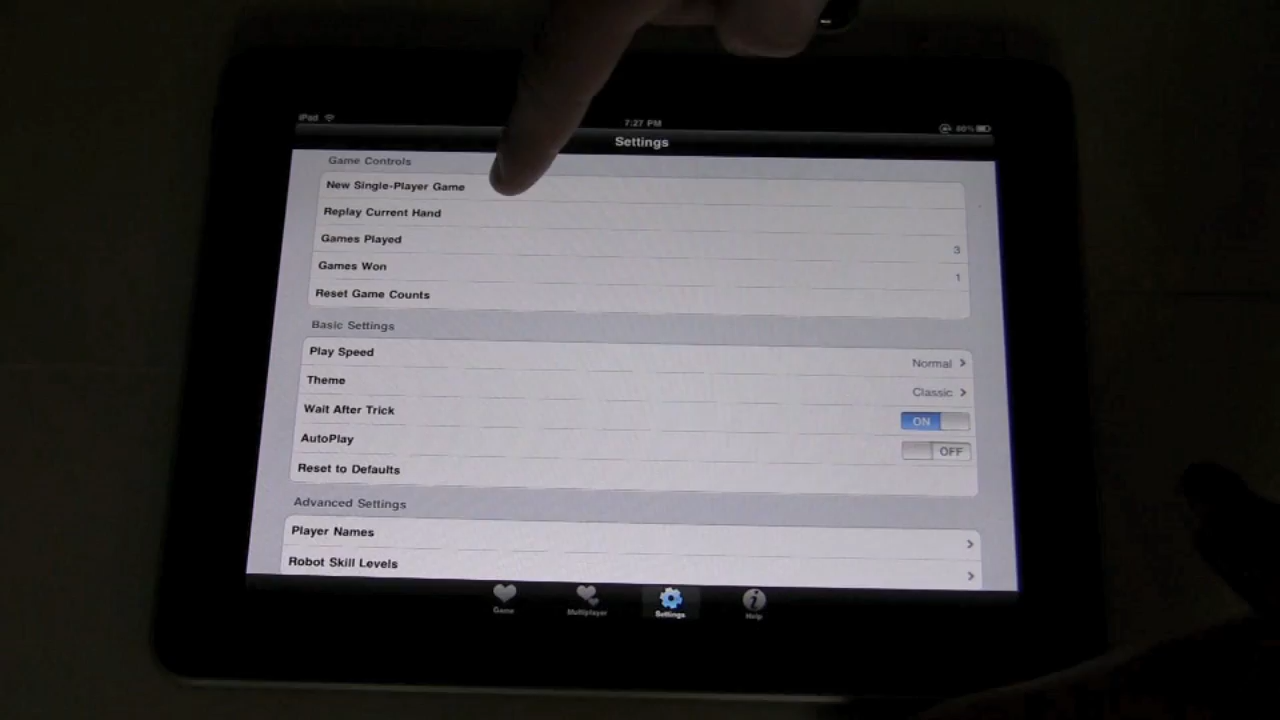 iPad 7:27 PM 80%
Settings
Game Controls
New Single-Player Game
Replay Current Hand
Games Played 3
Games Won 1
Reset Game Counts
Basic Settings
Play Speed Normal
Theme Classic
Wait After Trick ON
AutoPlay OFF
Reset to Defaults
Advanced Settings
Player Names
Robot Skill Levels
Game Multiplayer Settings Help